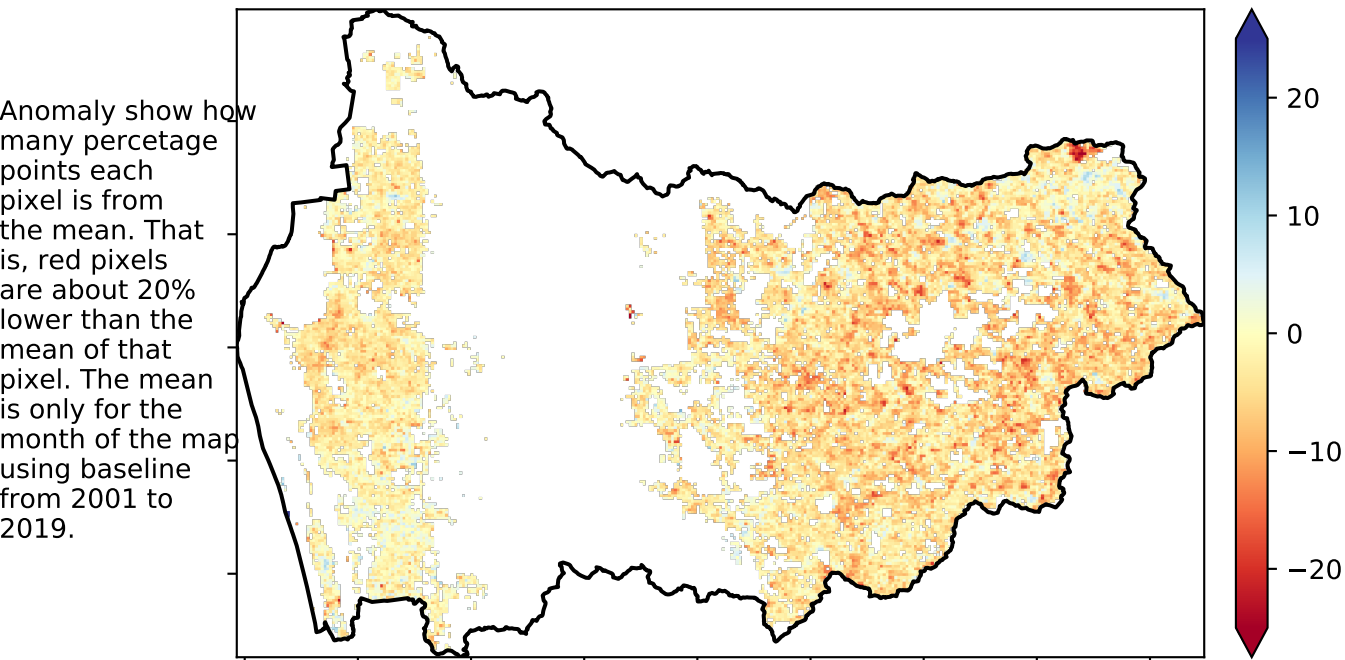 Anomaly show how
many percetage
points each
pixel is from
the mean. That
is, red pixels
are about 20%
lower than the
mean of that
pixel. The mean
is only for the
month of the map
using baseline
from 2001 to
2019.
20
10
0
−10
−20